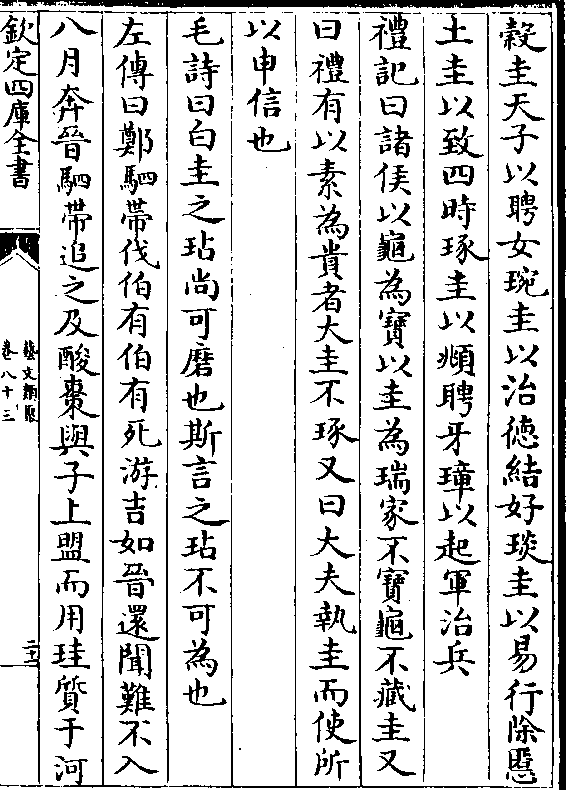 穀圭天子以聘女琬圭以治德結好琰圭以易行除慝
土圭以致四時琢圭以頫聘牙璋以起軍治兵
禮記曰諸侯以龜為寶以圭為瑞家不寶龜不藏圭又
曰禮有以素為貴者大圭不琢又曰大夫執圭而使所
以申信也
毛詩曰白圭之玷尚可磨也斯言之玷不可為也
左傳曰鄭駟帶伐伯有伯有死游吉如晉還聞難不入
八月奔晉駟帶追之及酸棗與子上盟而用珪質于河
欽定四庫全書
藝文類聚
卷八十三